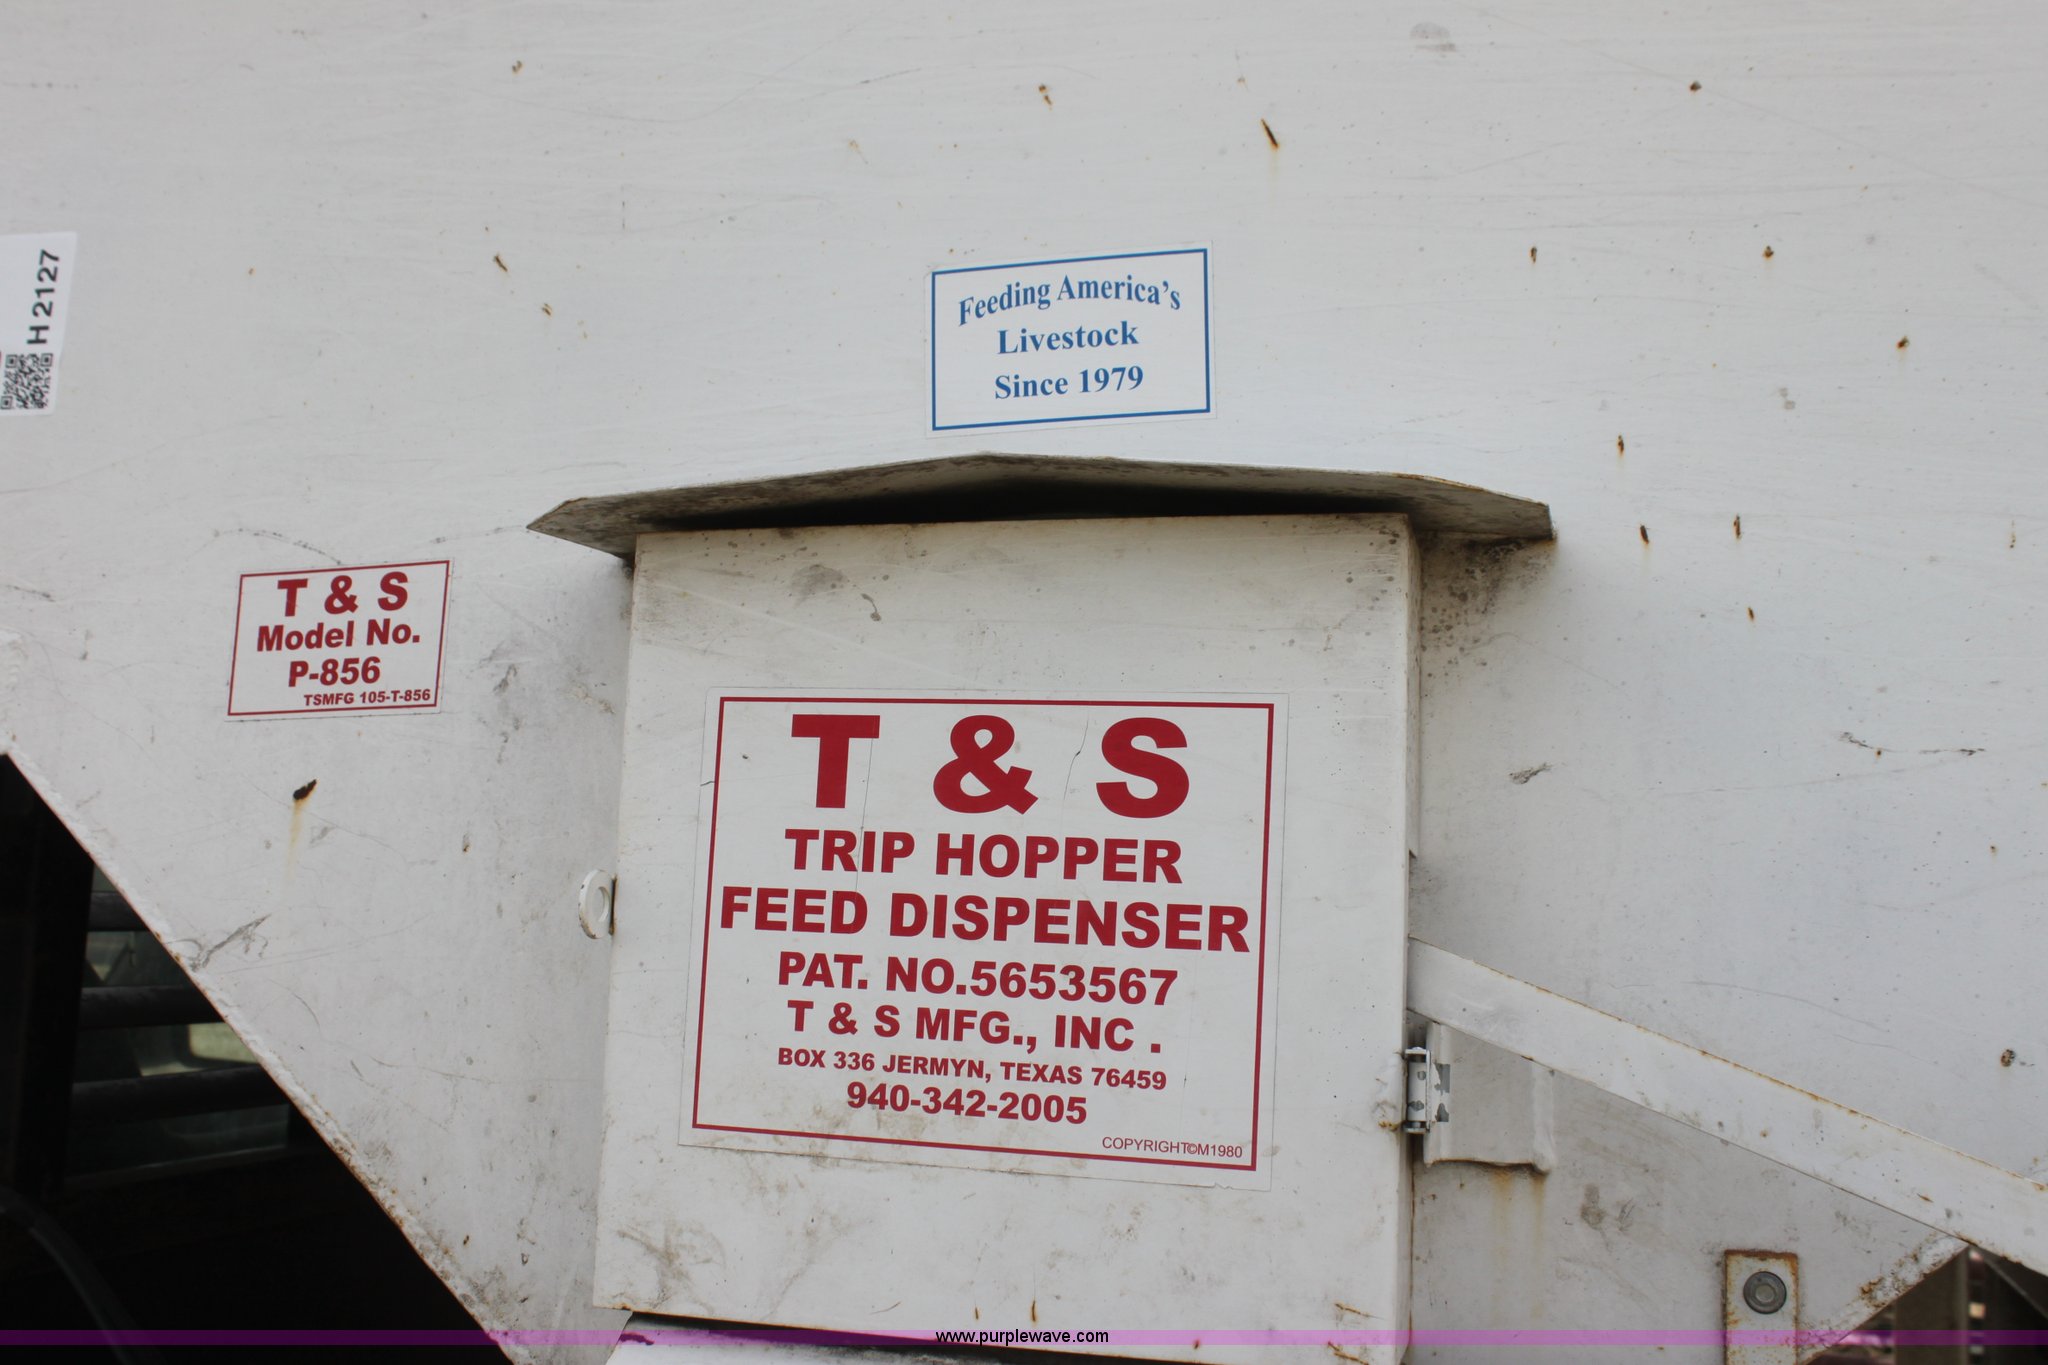 H 2127
Feeding America's
Livestock
Since 1979
T & S
Model No.
P-856
TSMFG 105-T-856
T & S
TRIP HOPPER
FEED DISPENSER
PAT. NO.5653567
T & S MFG., INC .
BOX 336 JERMYN, TEXAS 76459
940-342-2005
COPYRIGHT©M1980
www.purplewave.com